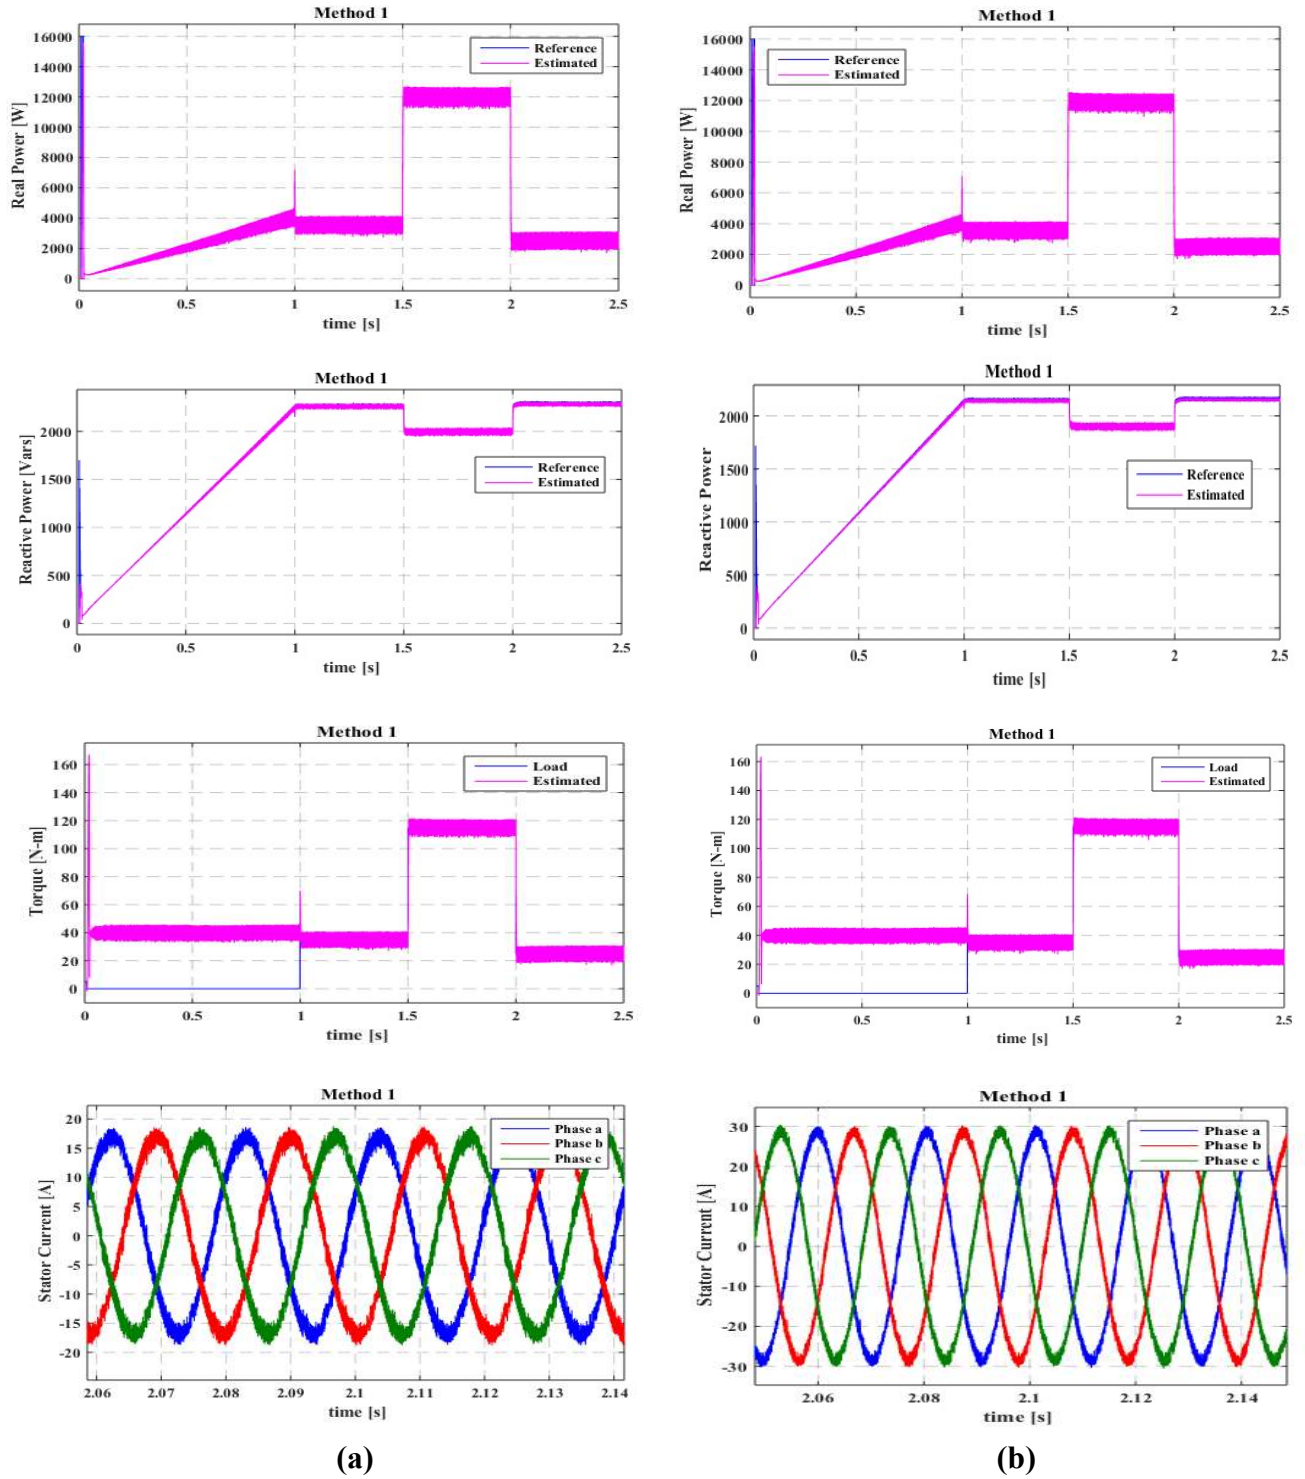 Method 1
16000
14000
12000
10000
8000
6000
4000
2000
0
Real Power [W]
Reference
Estimated
0 0.5 1 1.5 2 2.5
time [s]
Method 1
16000
14000
12000
10000
8000
6000
4000
2000
0
Real Power [W]
Reference
Estimated
0 0.5 1 1.5 2 2.5
time [s]
Method 1
2000
1500
1000
500
0
Reactive Power [Vars]
Reference
Estimated
0 0.5 1 1.5 2 2.5
time [s]
Method 1
2000
1500
1000
500
0
Reactive Power
Reference
Estimated
0 0.5 1 1.5 2 2.5
time [s]
Method 1
160
140
120
100
80
60
40
20
0
Torque [N-m]
Load
Estimated
0 0.5 1 1.5 2 2.5
time [s]
Method 1
160
140
120
100
80
60
40
20
0
Torque [N-m]
Load
Estimated
0 0.5 1 1.5 2 2.5
time [s]
Method 1
20
15
10
5
0
-5
-10
-15
-20
Stator Current [A]
Phase a
Phase b
Phase c
2.06 2.07 2.08 2.09 2.1 2.11 2.12 2.13 2.14
time [s]
Method 1
30
20
10
0
-10
-20
-30
Stator Current [A]
Phase a
Phase b
Phase c
2.06 2.08 2.1 2.12 2.14
time [s]
(a)
(b)